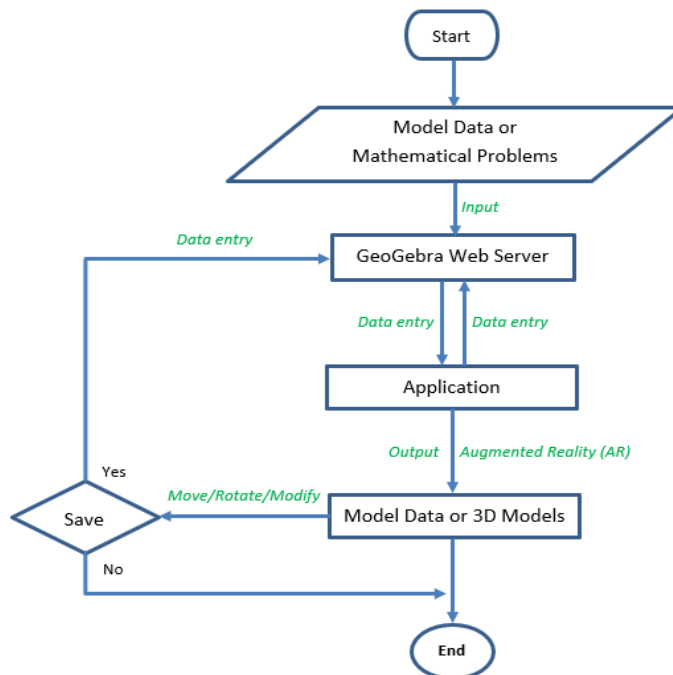 Start
Model Data or
Mathematical Problems
Input
Data entry
GeoGebra Web Server
Data entry
Data entry
Application
Output
Augmented Reality (AR)
Yes
Move/Rotate/Modify
Save
Model Data or 3D Models
No
End